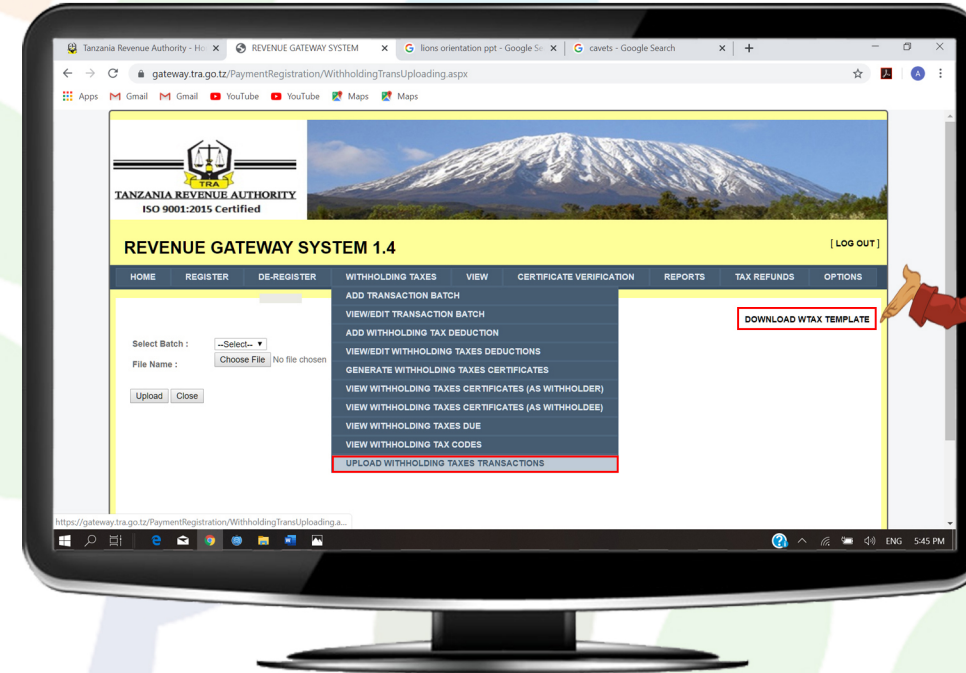 Tanzania Revenue Authority - Ho
REVENUE GATEWAY SYSTEM
lions orientation ppt - Google Se
cavets - Google Search
gateway.tra.go.tz/PaymentRegistration/WithholdingTransUploading.aspx
A
Apps Gmail Gmail YouTube YouTube Maps Maps
TRA
TANZANIA REVENUE AUTHORITY
ISO 9001:2015 Certified
REVENUE GATEWAY SYSTEM 1.4
[ LOG OUT ]
HOME REGISTER DE-REGISTER WITHHOLDING TAXES VIEW CERTIFICATE VERIFICATION REPORTS TAX REFUNDS OPTIONS
ADD TRANSACTION BATCH
VIEW/EDIT TRANSACTION BATCH
ADD WITHHOLDING TAX DEDUCTION
VIEW/EDIT WITHHOLDING TAXES DEDUCTIONS
GENERATE WITHHOLDING TAXES CERTIFICATES
VIEW WITHHOLDING TAXES CERTIFICATES (AS WITHHOLDER)
VIEW WITHHOLDING TAXES CERTIFICATES (AS WITHHOLDEE)
VIEW WITHHOLDING TAXES DUE
VIEW WITHHOLDING TAX CODES
UPLOAD WITHHOLDING TAXES TRANSACTIONS
DOWNLOAD WTAX TEMPLATE
Select Batch : --Select--
File Name : Choose File No file chosen
Upload Close
https://gateway.tra.go.tz/PaymentRegistration/WithholdingTransUploading.a...
ENG 5:45 PM